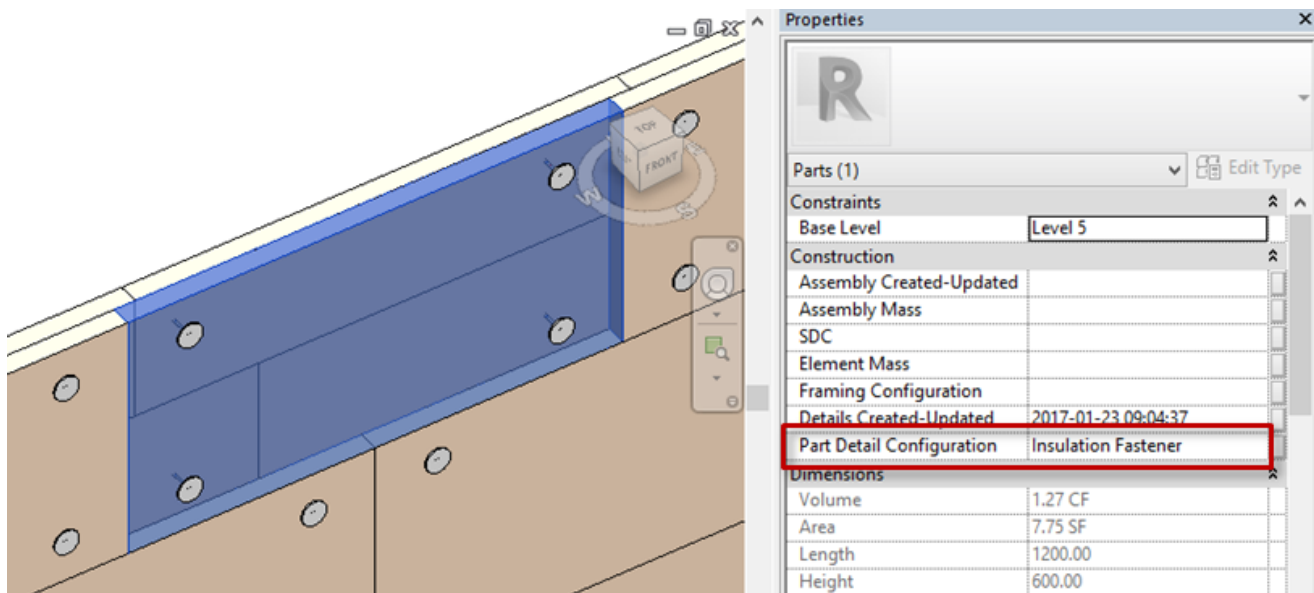 Properties
R
Parts (1)
Edit Type
Constraints
Base Level Level 5
Construction
Assembly Created-Updated
Assembly Mass
SDC
Element Mass
Framing Configuration
Details Created-Updated 2017-01-23 09:04:37
Part Detail Configuration Insulation Fastener
Dimensions
Volume 1.27 CF
Area 7.75 SF
Length 1200.00
Height 600.00
TOP
FRONT
W
S